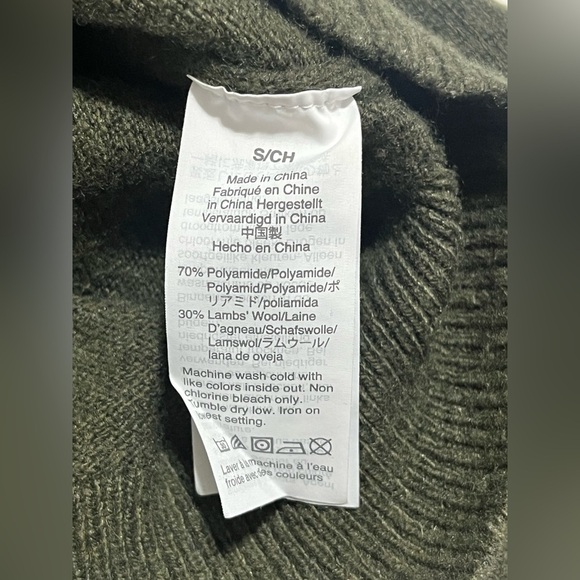 S/CH
Made in China
Fabriqué en Chine
in China Hergestellt
Vervaardigd in China
中国製
Hecho en China
70% Polyamide/Polyamide/
Polyamid/Polyamide/ポ
リアミド/poliamida
30% Lambs' Wool/Laine
D'agneau/Schafswolle/
Lamswol/ラムウール/
lana de oveja
Machine wash cold with
like colors inside out. Non
chlorine bleach only.
Tumble dry low. Iron on
setting.
Laver à la machine à l'eau
froide avec des couleurs